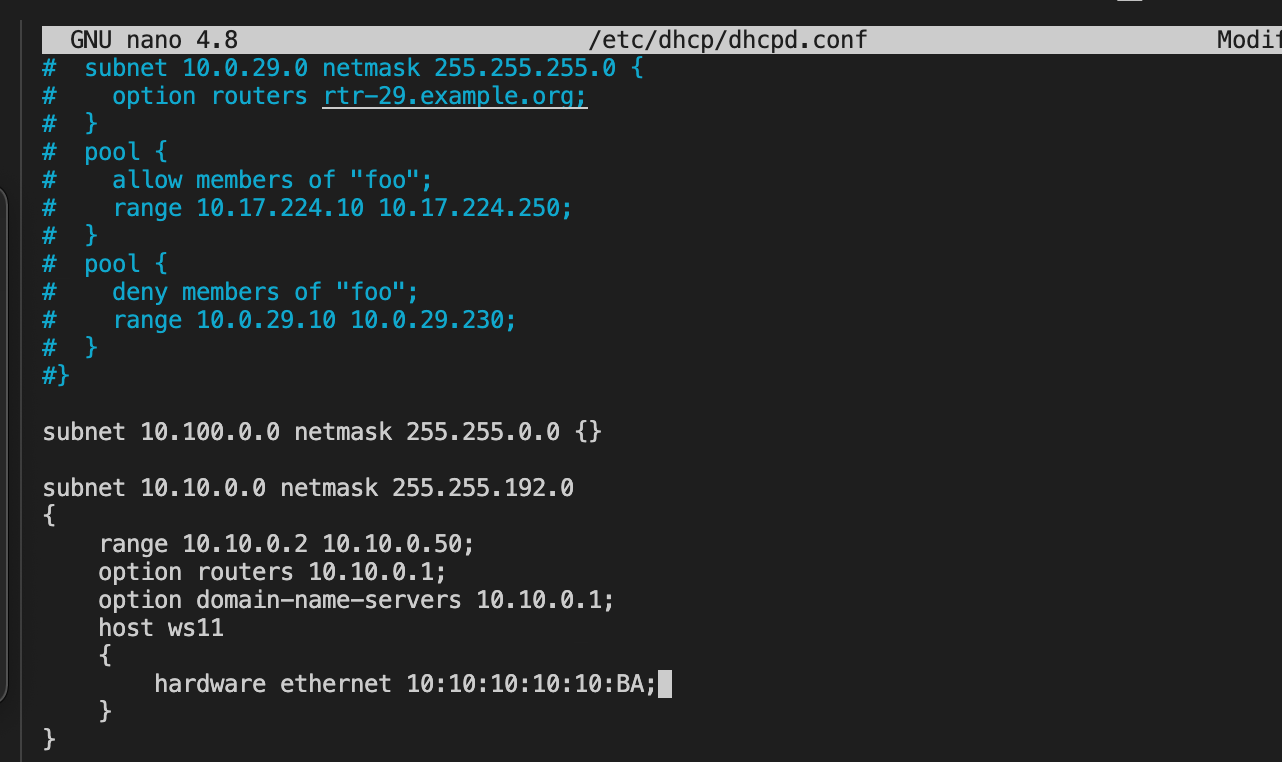 GNU nano 4.8 /etc/dhcp/dhcpd.conf Modif
#  subnet 10.0.29.0 netmask 255.255.255.0 {
#    option routers rtr-29.example.org;
#  }
#  pool {
#    allow members of "foo";
#    range 10.17.224.10 10.17.224.250;
#  }
#  pool {
#    deny members of "foo";
#    range 10.0.29.10 10.0.29.230;
#  }
#}
subnet 10.100.0.0 netmask 255.255.0.0 {}
subnet 10.10.0.0 netmask 255.255.192.0
{
    range 10.10.0.2 10.10.0.50;
    option routers 10.10.0.1;
    option domain-name-servers 10.10.0.1;
    host ws11
    {
        hardware ethernet 10:10:10:10:10:BA;
    }
}